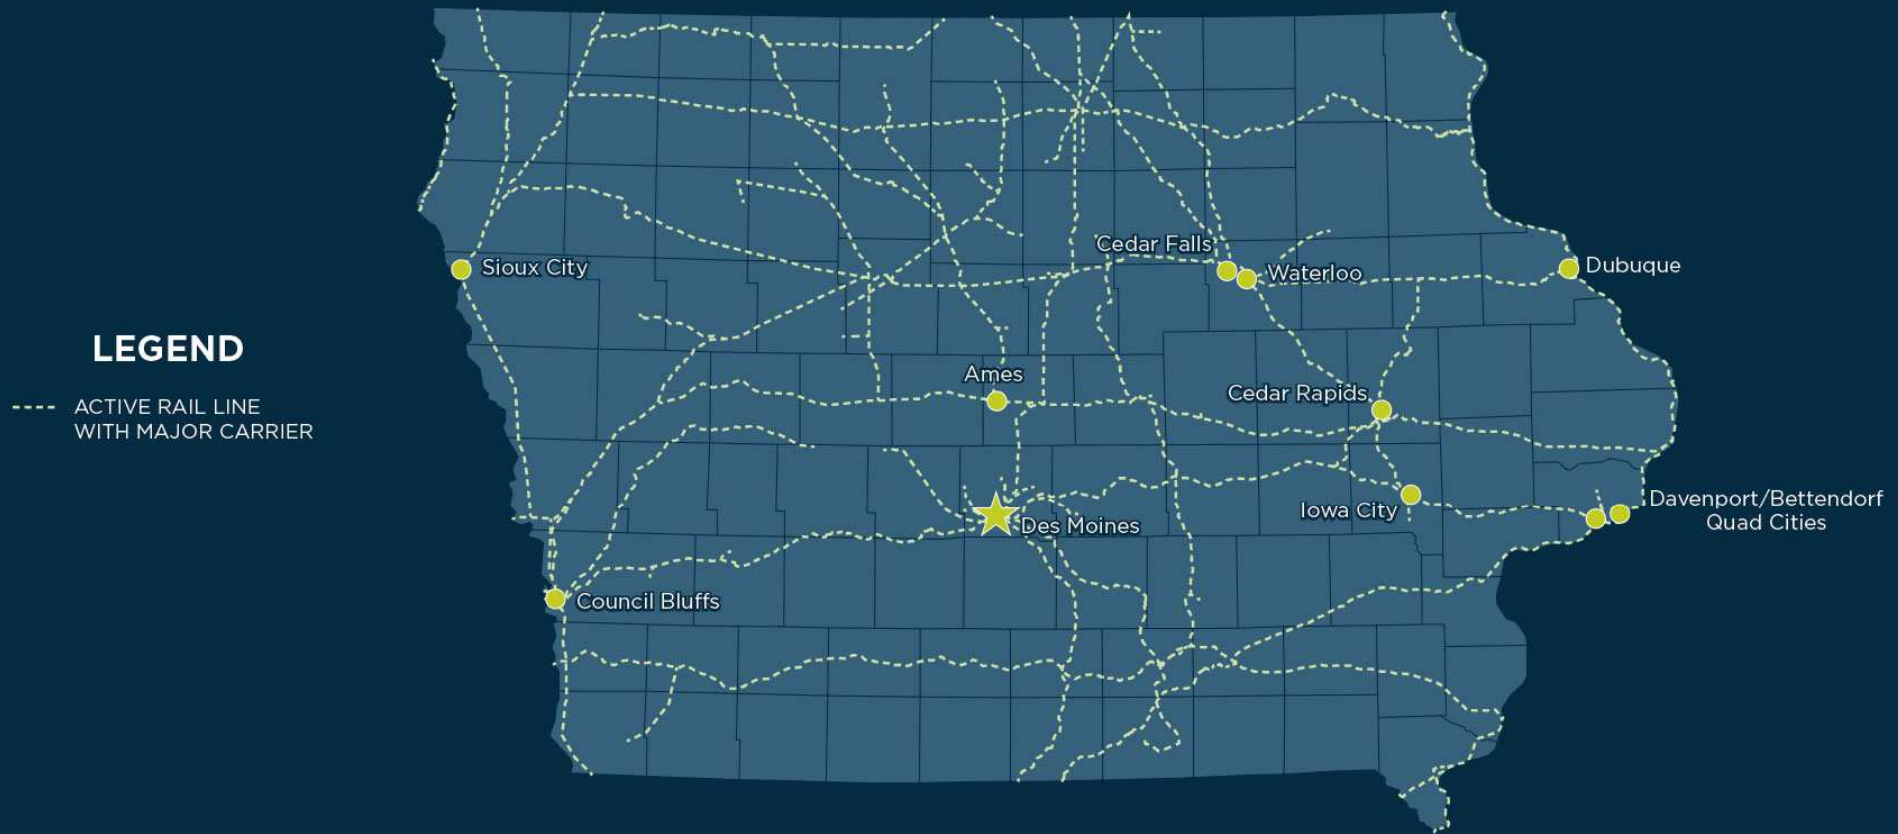 Cedar Falls
Sioux City
Waterloo
Dubuque
LEGEND
ACTIVE RAIL LINE
WITH MAJOR CARRIER
Ames
Cedar Rapids
Iowa City
Davenport/Bettendorf
Quad Cities
Des Moines
Council Bluffs